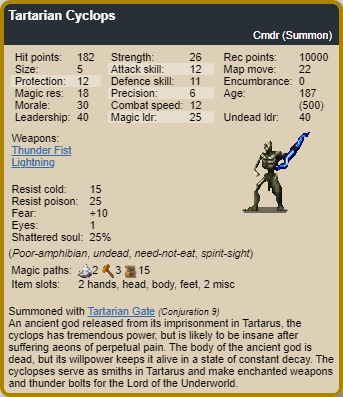 Tartarian Cyclops
Cmdr (Summon)
Hit points: 182 Strength: 26 Rec points: 10000
Size: 5 Attack skill: 12 Map move: 22
Protection: 12 Defence skill: 11 Encumbrance: 0
Magic res: 18 Precision: 6 Age: 187
Morale: 30 Combat speed: 12 (500)
Leadership: 40 Magic ldr: 25 Undead ldr: 40
Weapons:
Thunder Fist
Lightning
Resist cold: 15
Resist poison: 25
Fear: +10
Eyes: 1
Shattered soul: 25%
(Poor-amphibian, undead, need-not-eat, spirit-sight)
Magic paths: 2 3 15
Item slots: 2 hands, head, body, feet, 2 misc
Summoned with Tartarian Gate (Conjuration 9)
An ancient god released from its imprisonment in Tartarus, the
cyclops has tremendous power, but is likely to be insane after
suffering aeons of perpetual pain. The body of the ancient god is
dead, but its willpower keeps it alive in a state of constant decay. The
cyclopses serve as smiths in Tartarus and make enchanted weapons
and thunder bolts for the Lord of the Underworld.